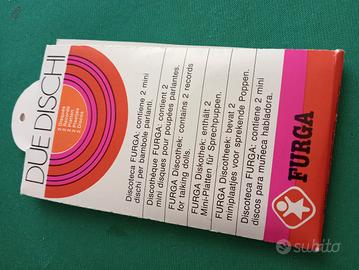 DUE DISCHI
Discoteca FURGA: contiene 2 mini
dischi per bambole parlanti.
Discothèque FURGA: contient 2
mini disques pour poupées parlantes.
FURGA Discothek: contains 2 records
for talking dolls.
FURGA Diskothek: enthält 2
Mini-Platten für Sprechpuppen.
FURGA Discotheek: bevat 2
miniplaatjes voor sprekende Poppen.
Discoteca FURGA: contiene 2 mini
discos para muñeca habladora.
FURGA
subito